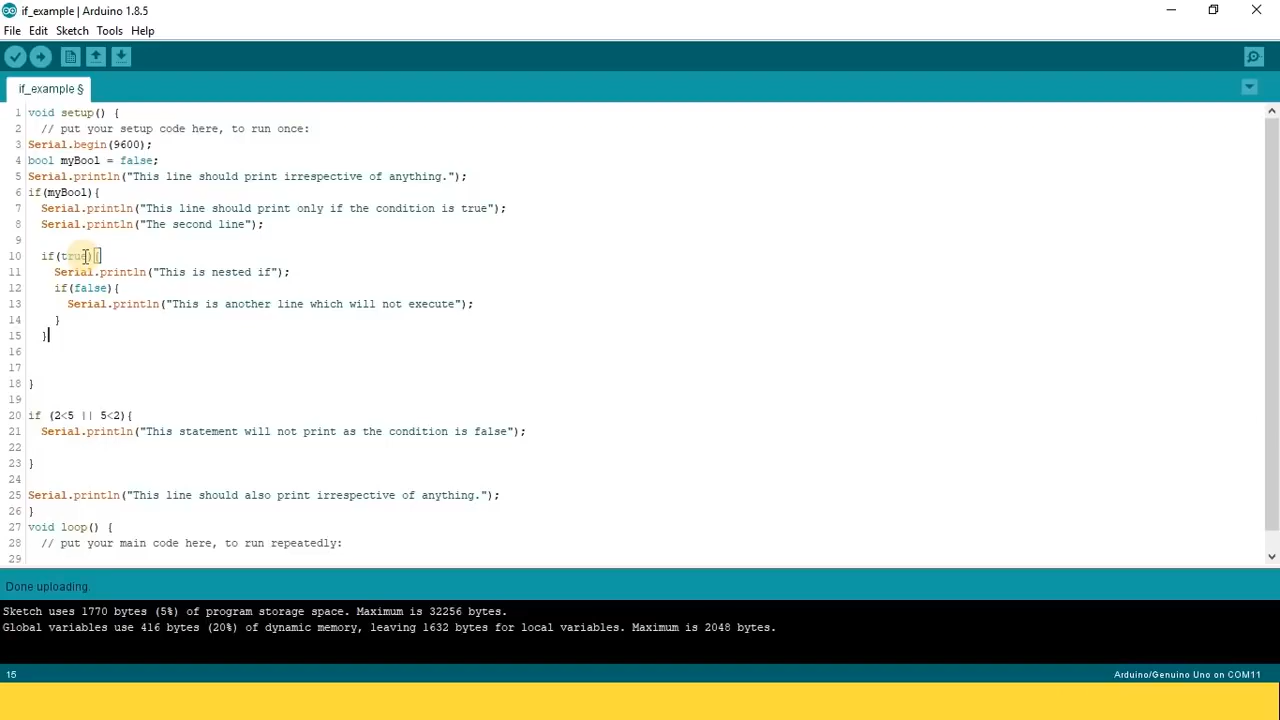 if_example | Arduino 1.8.5
File Edit Sketch Tools Help
if_example §
1 void setup() {
2 // put your setup code here, to run once:
3 Serial.begin(9600);
4 bool myBool = false;
5 Serial.println("This line should print irrespective of anything.");
6 if(myBool){
7 Serial.println("This line should print only if the condition is true");
8 Serial.println("The second line");
9
10 if(true){
11 Serial.println("This is nested if");
12 if(false){
13 Serial.println("This is another line which will not execute");
14 }
15 }
16
17
18 }
19
20 if (2<5 || 5<2){
21 Serial.println("This statement will not print as the condition is false");
22
23 }
24
25 Serial.println("This line should also print irrespective of anything.");
26 }
27 void loop() {
28 // put your main code here, to run repeatedly:
29
Done uploading.
Sketch uses 1770 bytes (5%) of program storage space. Maximum is 32256 bytes.
Global variables use 416 bytes (20%) of dynamic memory, leaving 1632 bytes for local variables. Maximum is 2048 bytes.
15 Arduino/Genuino Uno on COM11